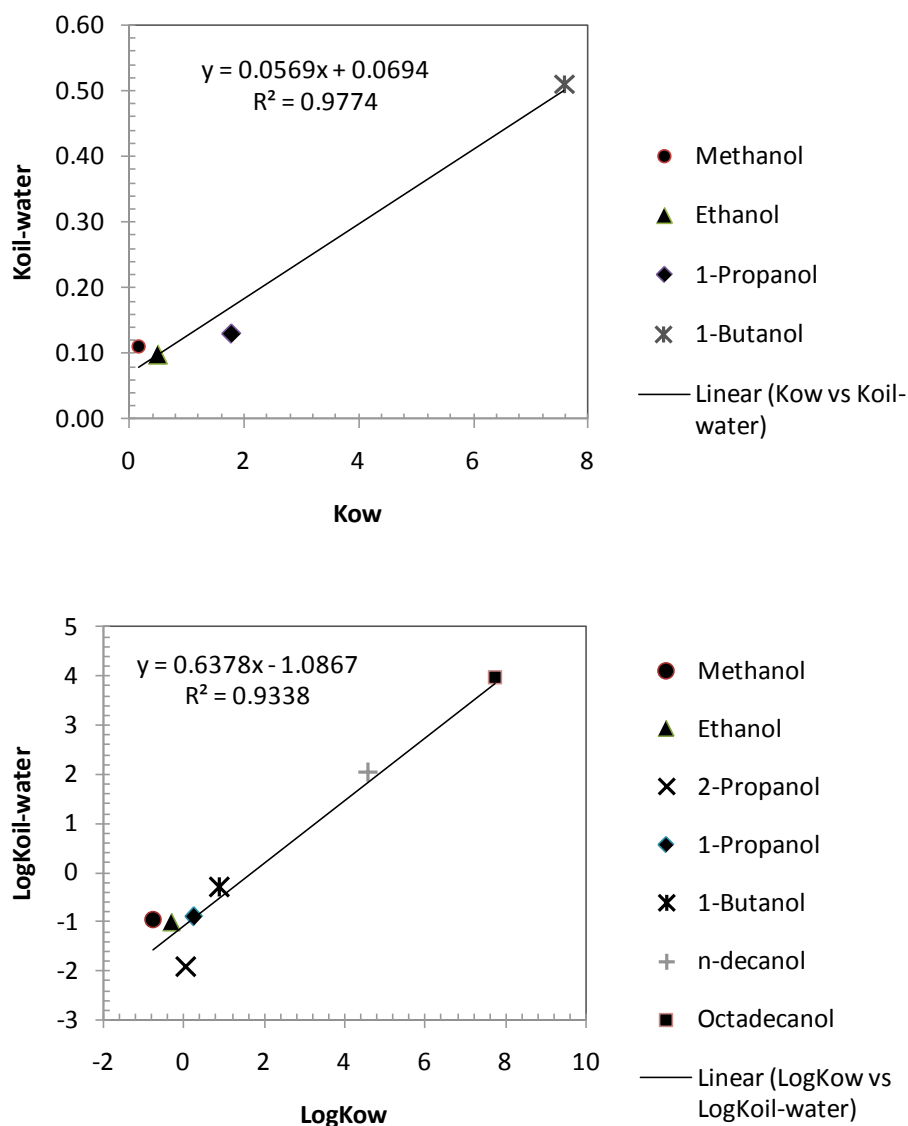 y = 0.0569x + 0.0694
R² = 0.9774
0.60
0.50
0.40
0.30
0.20
0.10
0.00
Koil-water
0 2 4 6 8
Kow
Methanol
Ethanol
1-Propanol
1-Butanol
Linear (Kow vs Koil-
water)
y = 0.6378x - 1.0867
R² = 0.9338
5
4
3
2
1
0
-1
-2
-3
LogKoil-water
-2 0 2 4 6 8 10
LogKow
Methanol
Ethanol
2-Propanol
1-Propanol
1-Butanol
n-decanol
Octadecanol
Linear (LogKow vs
LogKoil-water)